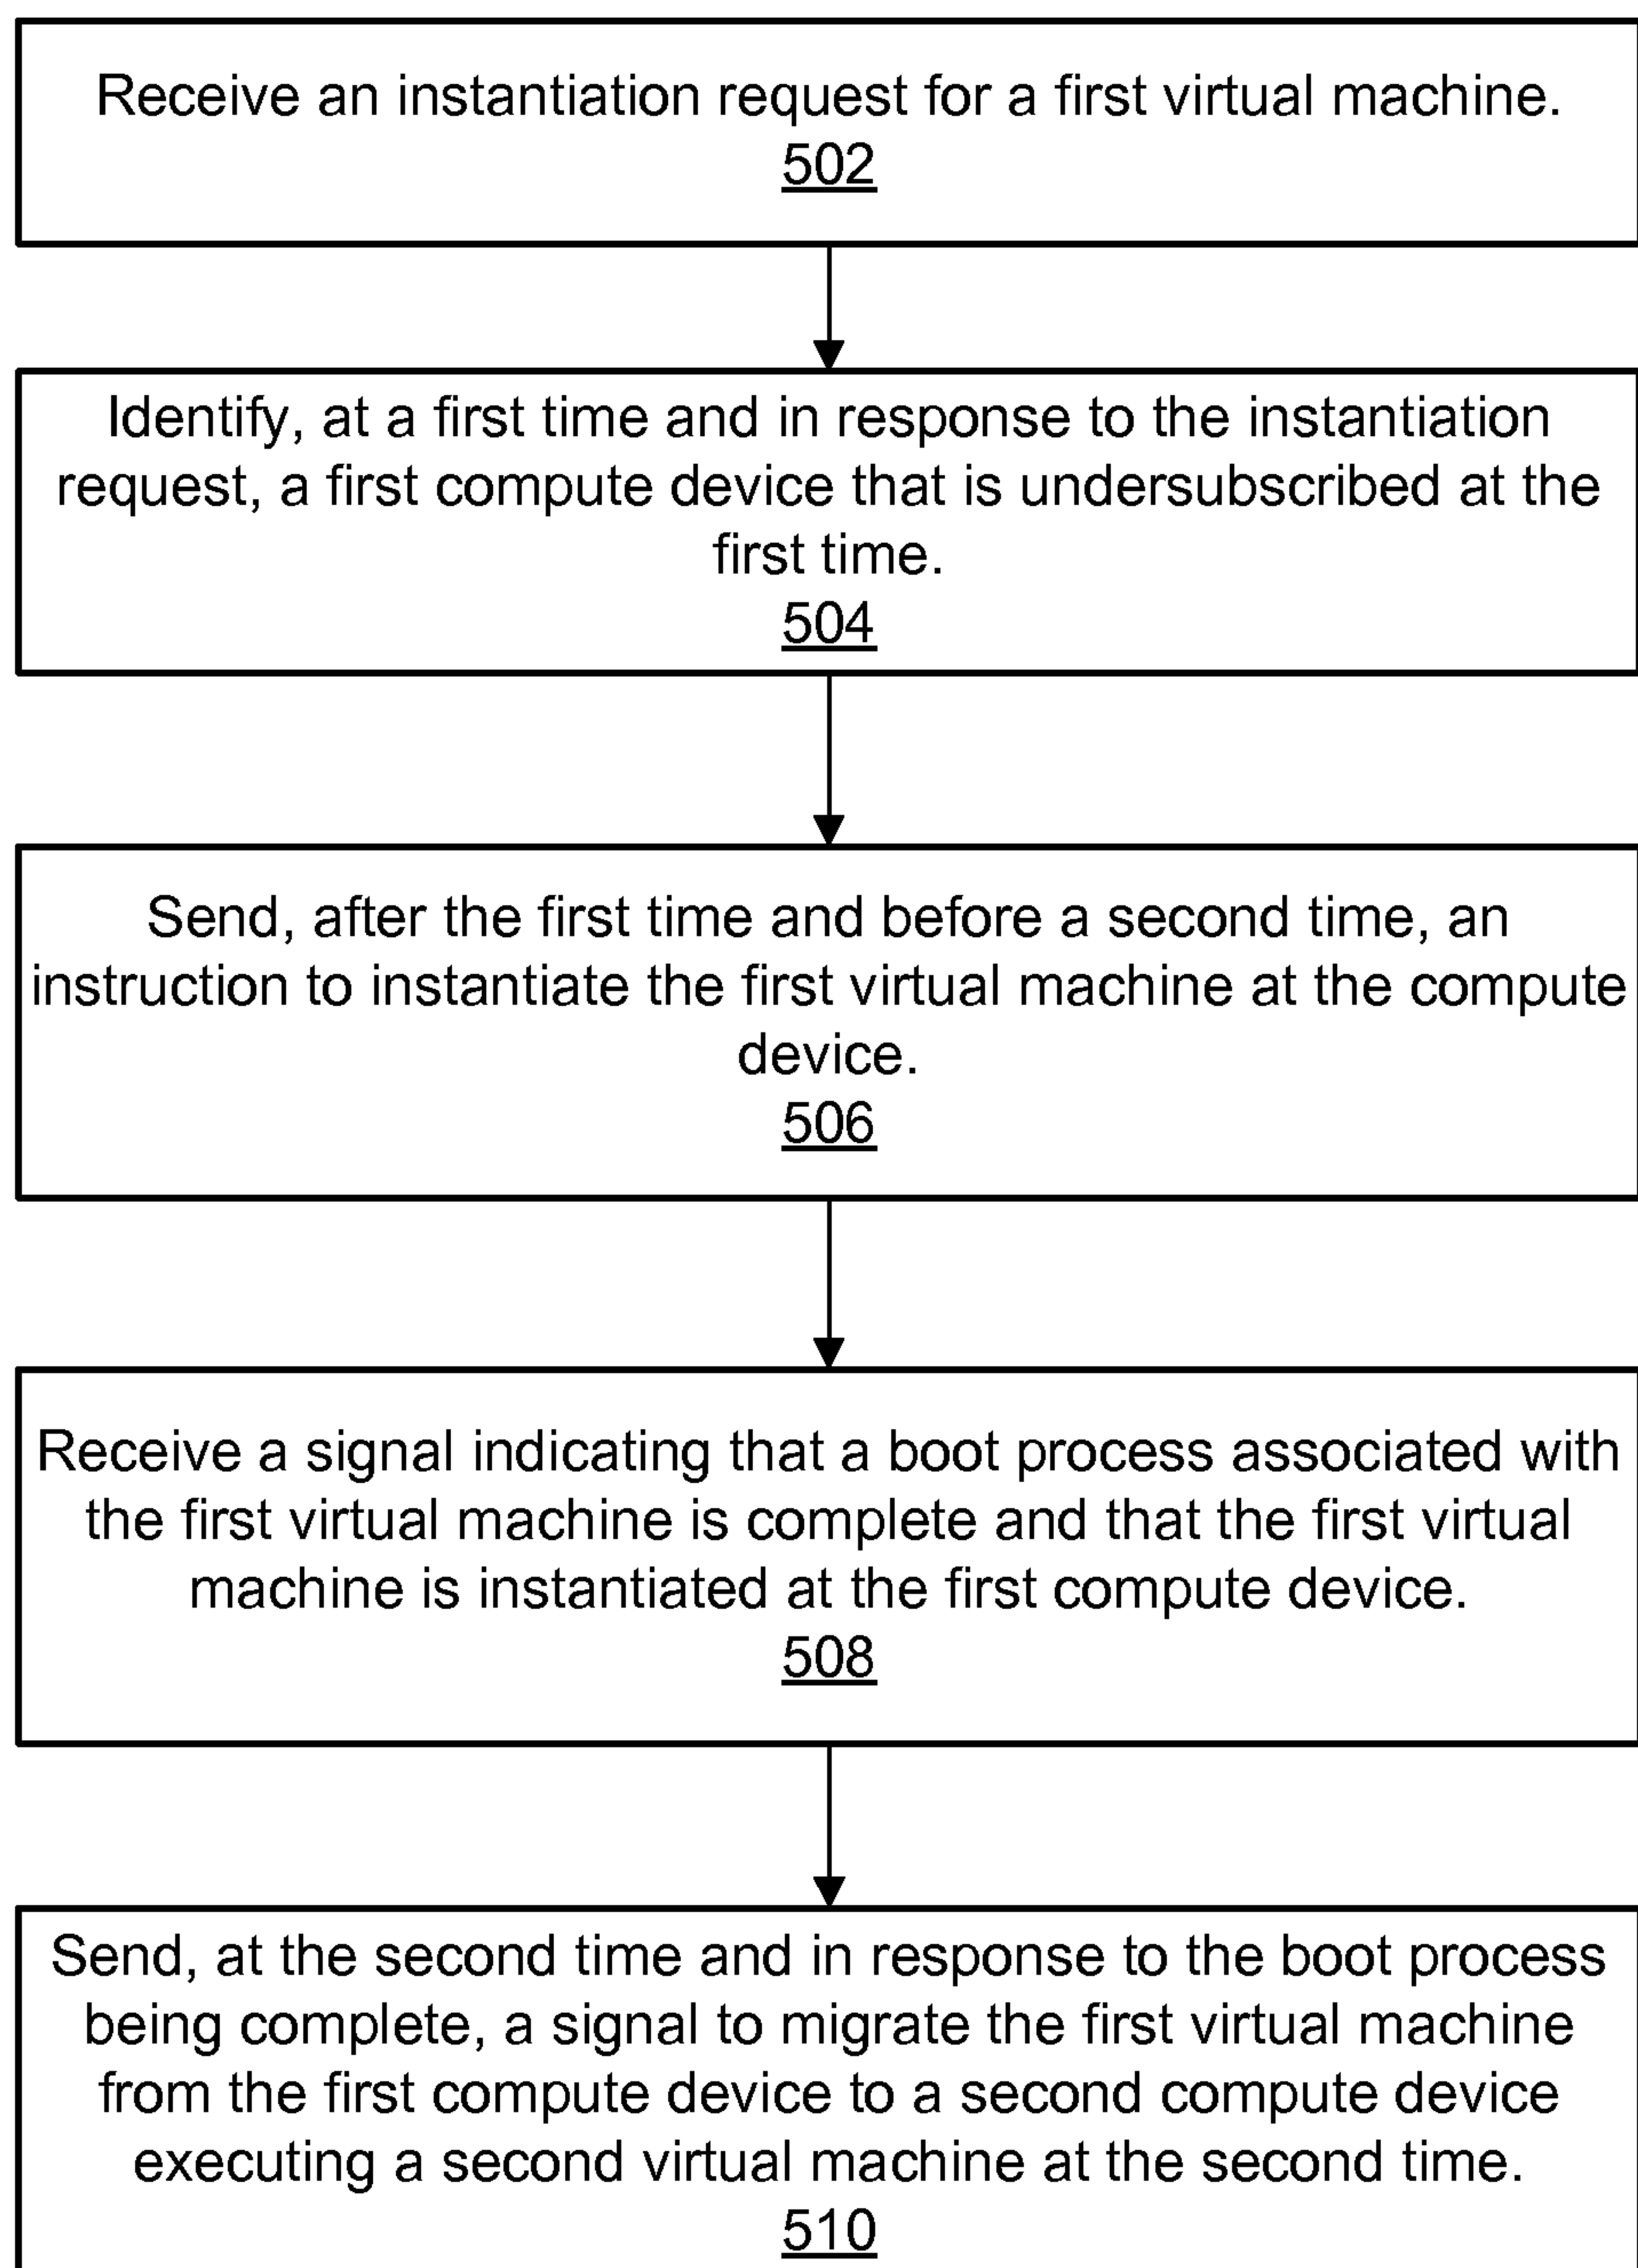 Receive an instantiation request for a first virtual machine.
502
Identify, at a first time and in response to the instantiation
request, a first compute device that is undersubscribed at the
first time.
504
Send, after the first time and before a second time, an
instruction to instantiate the first virtual machine at the compute
device.
506
Receive a signal indicating that a boot process associated with
the first virtual machine is complete and that the first virtual
machine is instantiated at the first compute device.
508
Send, at the second time and in response to the boot process
being complete, a signal to migrate the first virtual machine
from the first compute device to a second compute device
executing a second virtual machine at the second time.
510